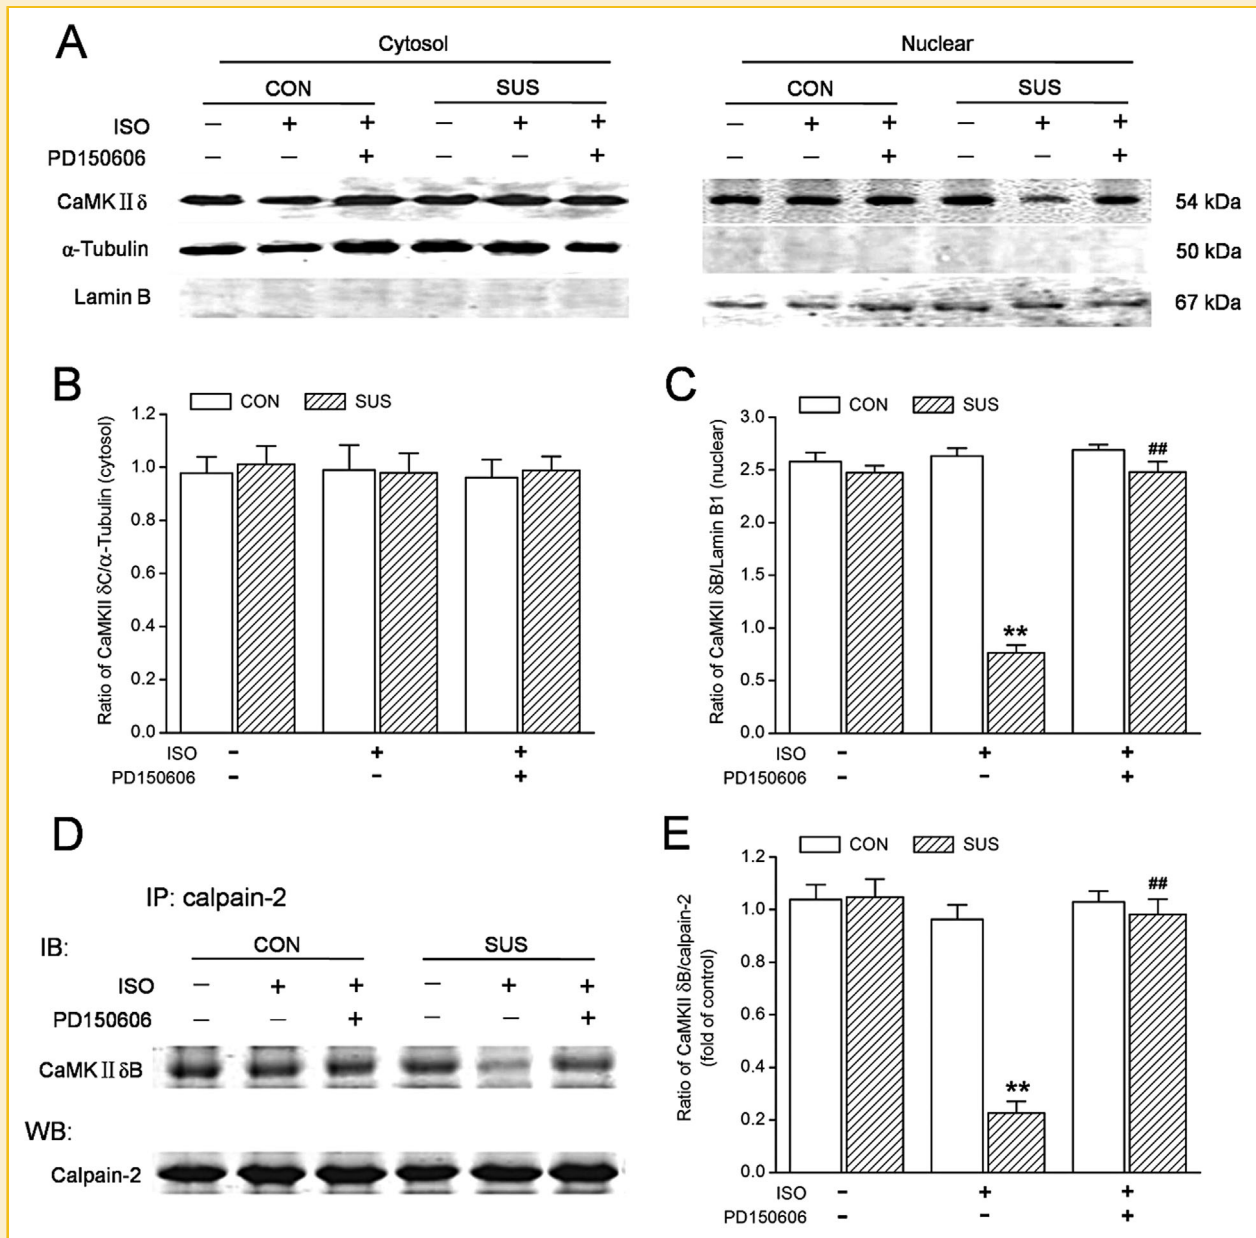 A
Cytosol Nuclear
CON SUS CON SUS
ISO − + + − + + − + + − + +
PD150606 − − + − − + − − + − − +
CaMK II δ 54 kDa
α-Tubulin 50 kDa
Lamin B 67 kDa
B
CON SUS
Ratio of CaMKII δC/α-Tubulin (cytosol)
1.2
1.0
0.8
0.6
0.4
0.2
0.0
ISO - + +
PD150606 - - +
C
CON SUS
Ratio of CaMKII δB/Lamin B1 (nuclear)
3.0
2.5
2.0
1.5
1.0
0.5
0.0
**
##
ISO - + +
PD150606 - - +
D
IP: calpain-2
IB:
CON SUS
ISO − + + − + +
PD150606 − − + − − +
CaMK II δB
WB:
Calpain-2
E
CON SUS
Ratio of CaMKII δB/calpain-2
(fold of control)
1.2
1.0
0.8
0.6
0.4
0.2
0.0
**
##
ISO - + +
PD150606 - - +